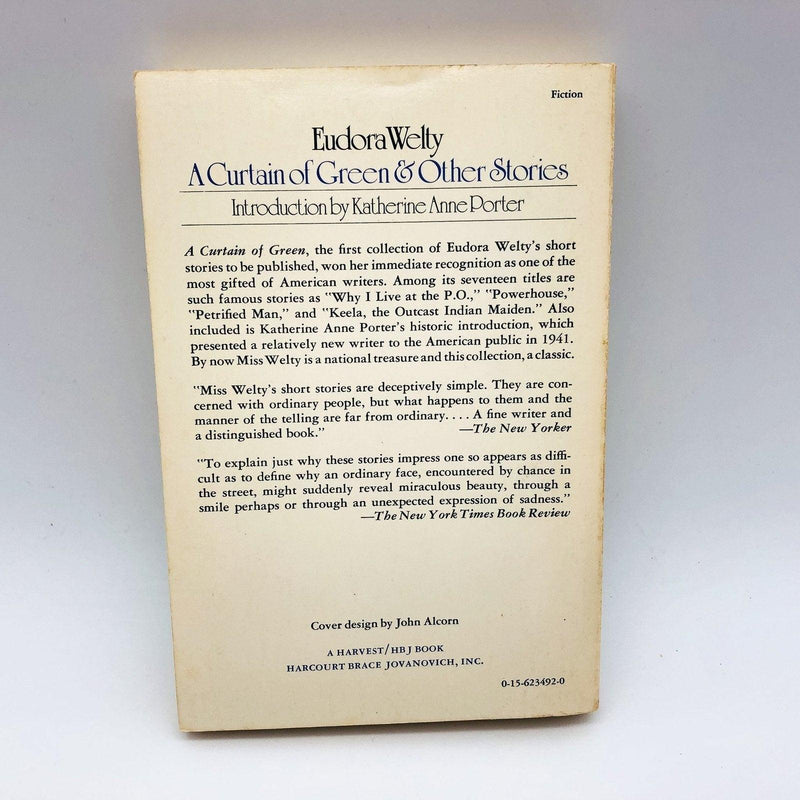 Fiction
Eudora Welty
A Curtain of Green & Other Stories
Introduction by Katherine Anne Porter
A Curtain of Green, the first collection of Eudora Welty's short
stories to be published, won her immediate recognition as one of the
most gifted of American writers. Among its seventeen titles are
such famous stories as "Why I Live at the P.O.," "Powerhouse,"
"Petrified Man," and "Keela, the Outcast Indian Maiden." Also
included is Katherine Anne Porter's historic introduction, which
presented a relatively new writer to the American public in 1941.
By now Miss Welty is a national treasure and this collection, a classic.
"Miss Welty's short stories are deceptively simple. They are con-
cerned with ordinary people, but what happens to them and the
manner of the telling are far from ordinary. . . . A fine writer and
a distinguished book." —The New Yorker
"To explain just why these stories impress one so appears as diffi-
cult as to define why an ordinary face, encountered by chance in
the street, might suddenly reveal miraculous beauty, through a
smile perhaps or through an unexpected expression of sadness."
—The New York Times Book Review
Cover design by John Alcorn
A HARVEST/HBJ BOOK
HARCOURT BRACE JOVANOVICH, INC.
0-15-623492-0